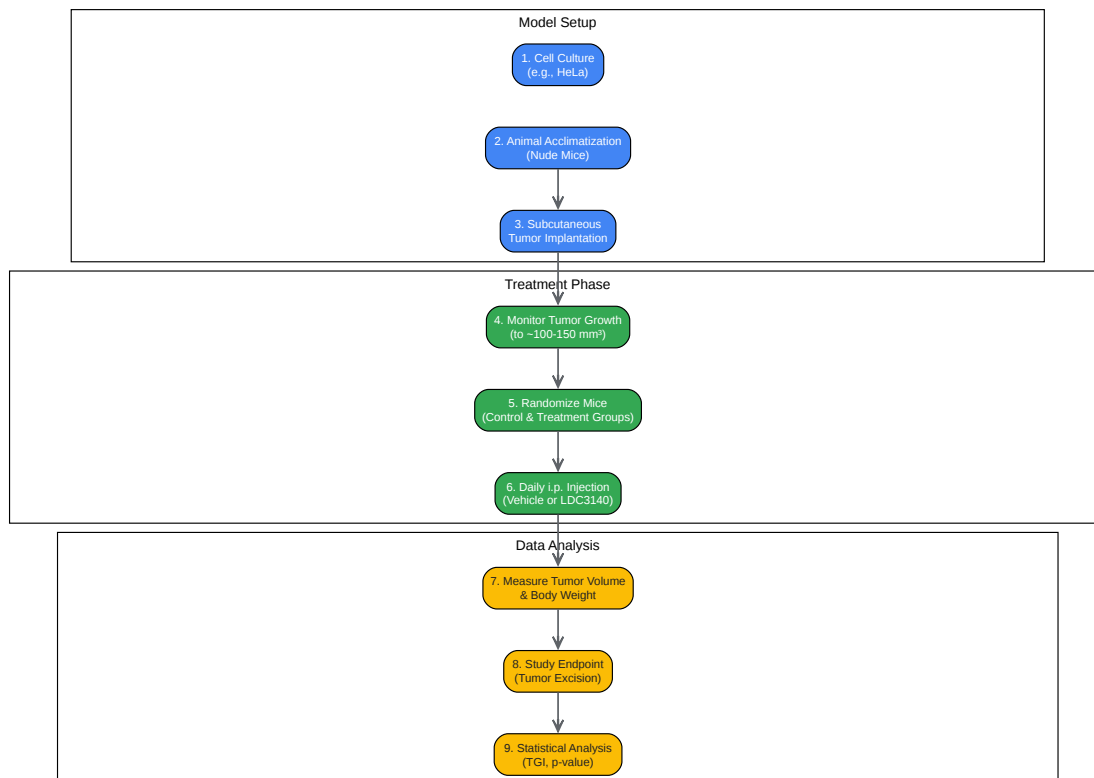 Model Setup
1. Cell Culture
(e.g., HeLa)
2. Animal Acclimatization
(Nude Mice)
3. Subcutaneous
Tumor Implantation
Treatment Phase
4. Monitor Tumor Growth
(to ~100-150 mm³)
5. Randomize Mice
(Control & Treatment Groups)
6. Daily i.p. Injection
(Vehicle or LDC3140)
Data Analysis
7. Measure Tumor Volume
& Body Weight
8. Study Endpoint
(Tumor Excision)
9. Statistical Analysis
(TGI, p-value)